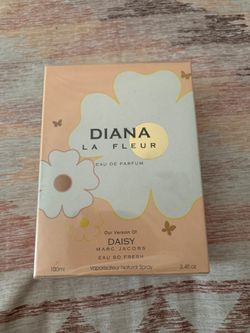 DIANA
LA FLEUR
EAU DE PARFUM
Our Version Of
DAISY
MARC JACOBS
EAU SO FRESH
100ml
Vaporisateur Natural Spray
3.4fl oz